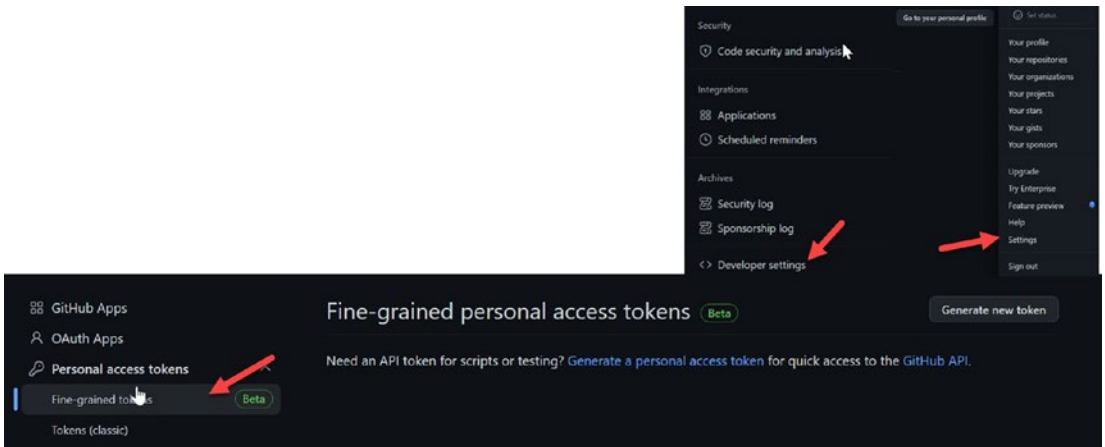 Security
Code security and analysis
Integrations
Applications
Scheduled reminders
Archives
Security log
Sponsorship log
<> Developer settings
Go to your personal profile
Set status
Your profile
Your repositories
Your organizations
Your projects
Your stars
Your gists
Your sponsors
Upgrade
Try Enterprise
Feature preview
Help
Settings
Sign out
GitHub Apps
OAuth Apps
Personal access tokens
Fine-grained tokens Beta
Tokens (classic)
Fine-grained personal access tokens Beta
Generate new token
Need an API token for scripts or testing? Generate a personal access token for quick access to the GitHub API.